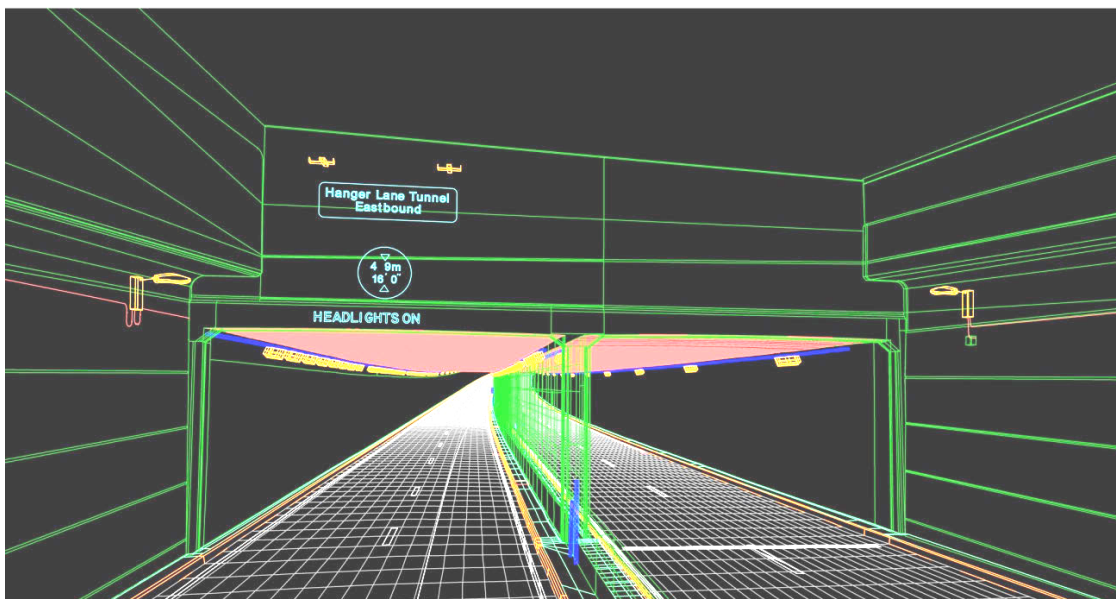 Hanger Lane Tunnel
Eastbound
4 9m
16' 0"
HEADLIGHTS ON